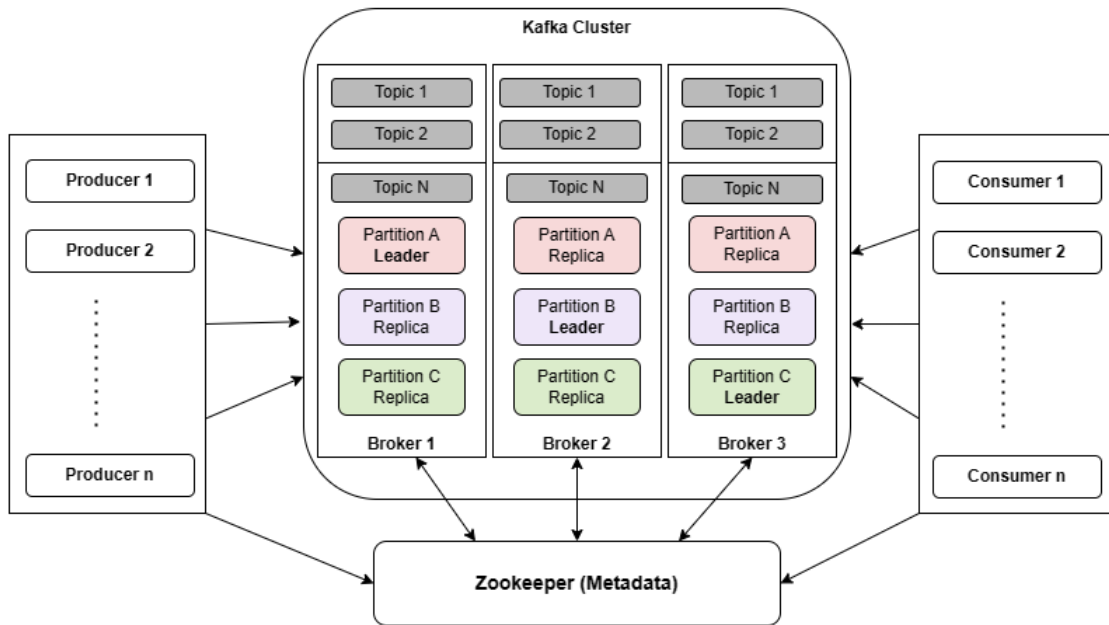 Kafka Cluster
Producer 1
Producer 2
Producer n
Topic 1
Topic 2
Topic N
Partition A
Leader
Partition B
Replica
Partition C
Replica
Broker 1
Topic 1
Topic 2
Topic N
Partition A
Replica
Partition B
Leader
Partition C
Replica
Broker 2
Topic 1
Topic 2
Topic N
Partition A
Replica
Partition B
Replica
Partition C
Leader
Broker 3
Consumer 1
Consumer 2
Consumer n
Zookeeper (Metadata)